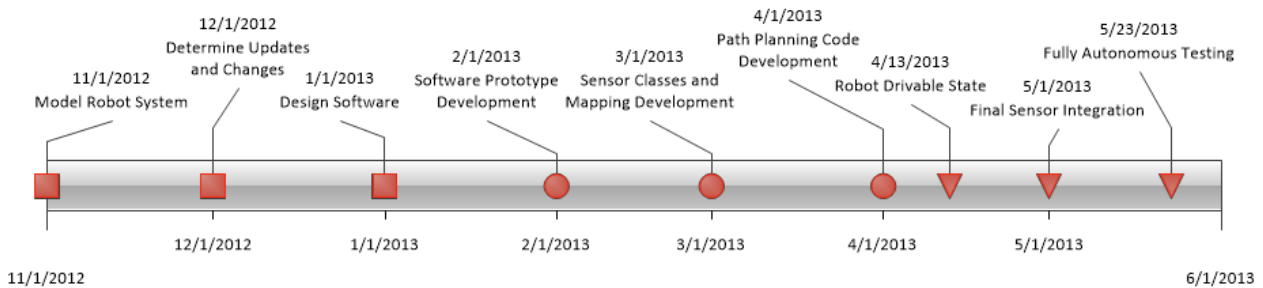 11/1/2012
Model Robot System
12/1/2012
Determine Updates
and Changes
1/1/2013
Design Software
2/1/2013
Software Prototype
Development
3/1/2013
Sensor Classes and
Mapping Development
4/1/2013
Path Planning Code
Development
4/13/2013
Robot Drivable State
5/1/2013
Final Sensor Integration
5/23/2013
Fully Autonomous Testing
12/1/2012
1/1/2013
2/1/2013
3/1/2013
4/1/2013
5/1/2013
11/1/2012
6/1/2013